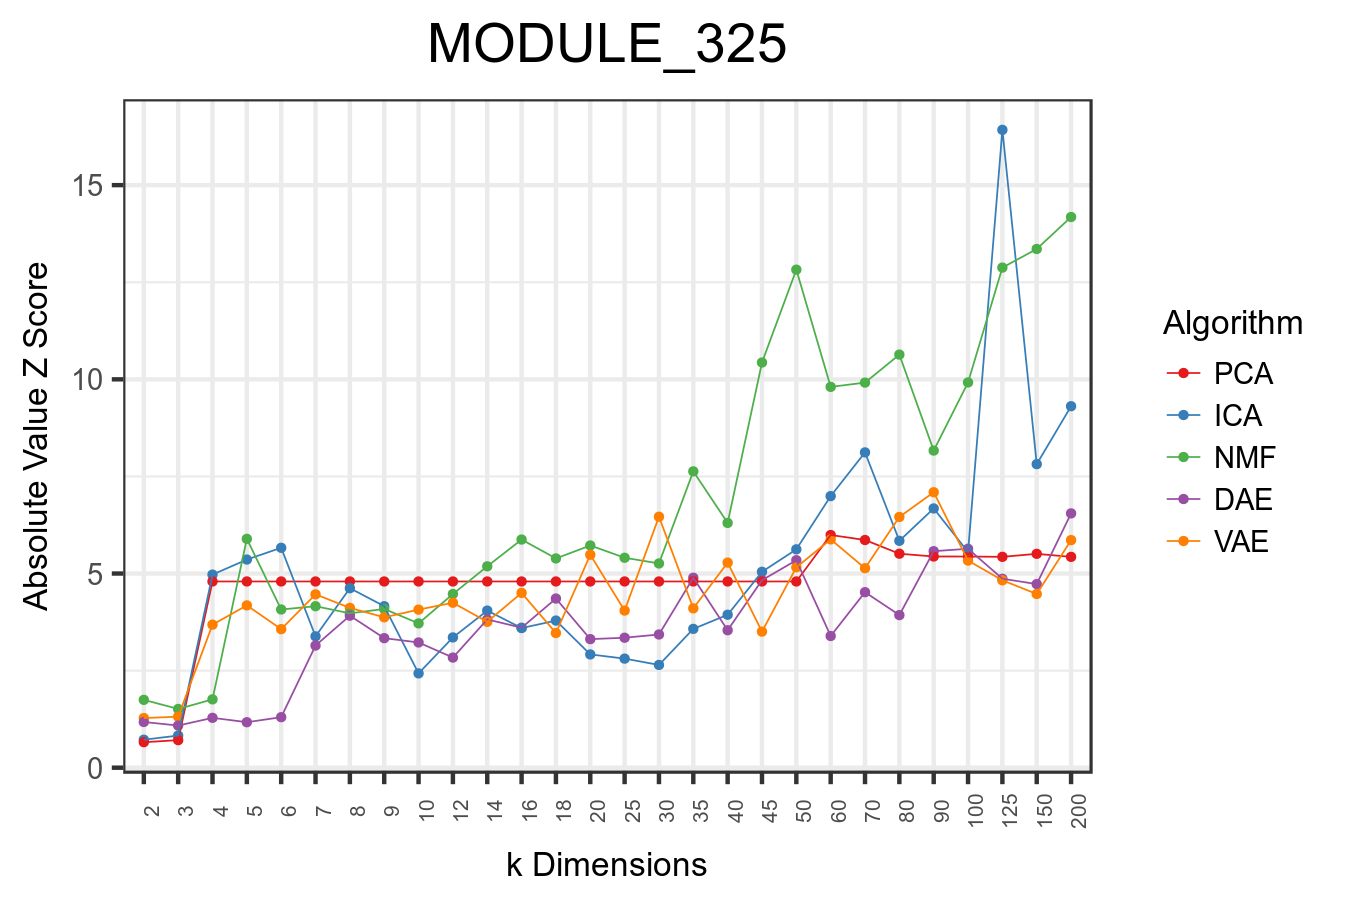 MODULE_325
Absolute Value Z Score
15
10
5
0
2 3 4 5 6 7 8 9 10 12 14 16 18 20 25 30 35 40 45 50 60 70 80 90 100 125 150 200
k Dimensions
Algorithm
PCA
ICA
NMF
DAE
VAE